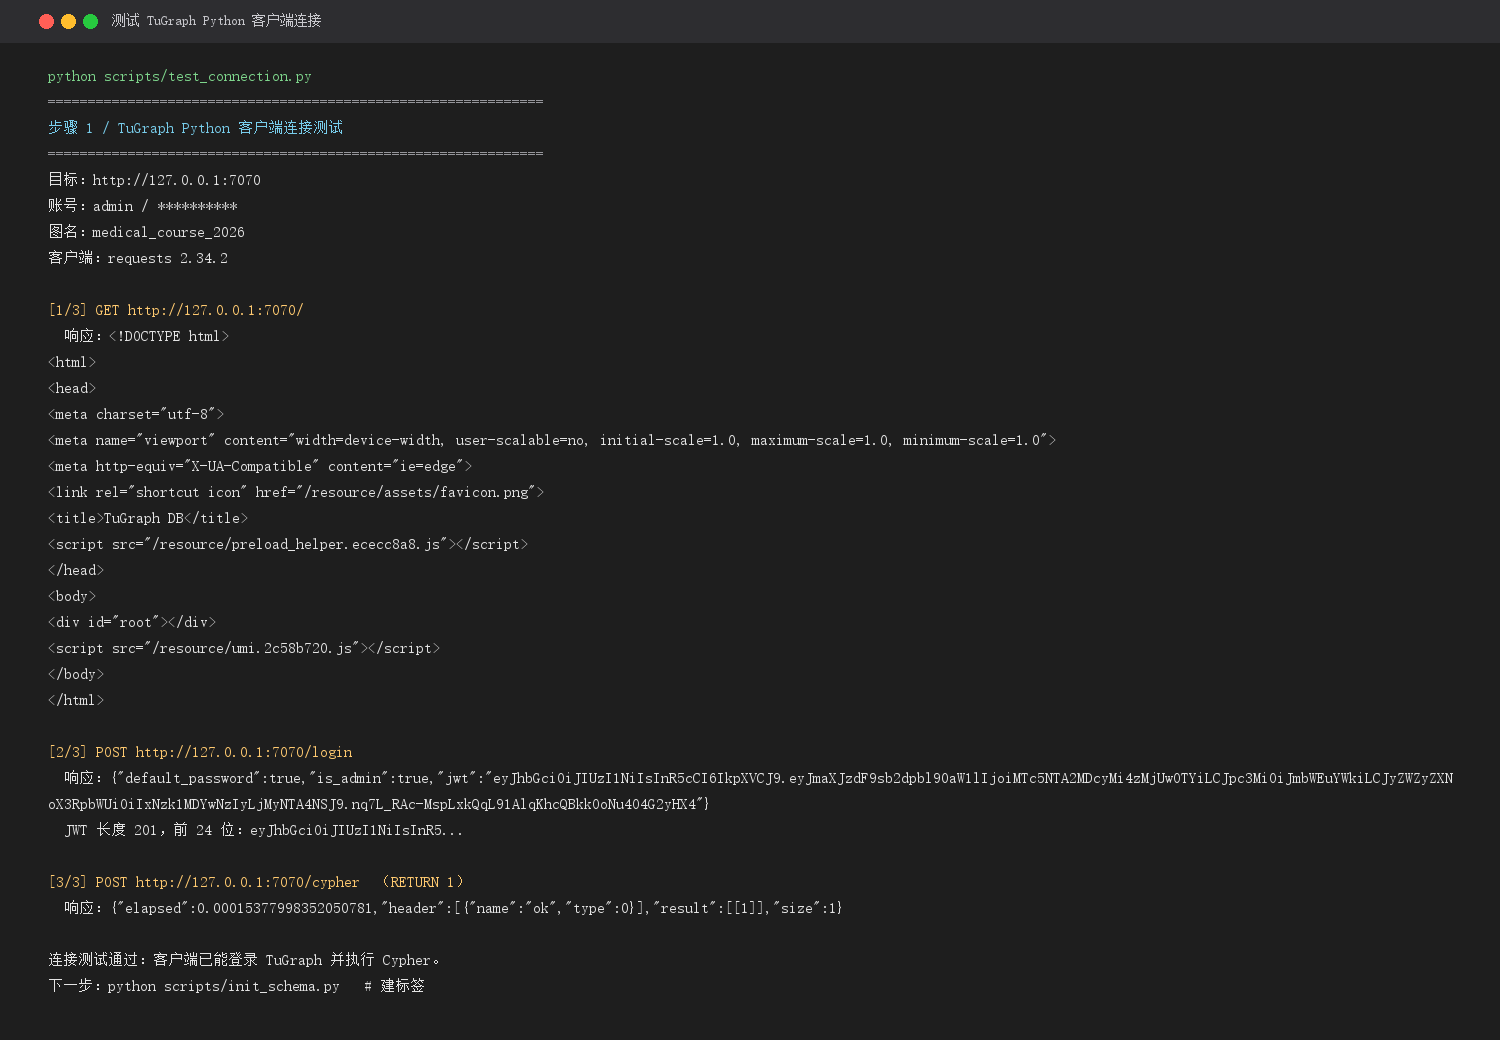 测试 TuGraph Python 客户端连接
python scripts/test_connection.py
==============================================================
步骤 1 / TuGraph Python 客户端连接测试
==============================================================
目标：http://127.0.0.1:7070
账号：admin / **********
图名：medical_course_2026
客户端：requests 2.34.2
[1/3] GET http://127.0.0.1:7070/
响应：<!DOCTYPE html>
<html>
<head>
<meta charset="utf-8">
<meta name="viewport" content="width=device-width, user-scalable=no, initial-scale=1.0, maximum-scale=1.0, minimum-scale=1.0">
<meta http-equiv="X-UA-Compatible" content="ie=edge">
<link rel="shortcut icon" href="/resource/assets/favicon.png">
<title>TuGraph DB</title>
<script src="/resource/preload_helper.ececc8a8.js"></script>
</head>
<body>
<div id="root"></div>
<script src="/resource/umi.2c58b720.js"></script>
</body>
</html>
[2/3] POST http://127.0.0.1:7070/login
响应：{"default_password":true,"is_admin":true,"jwt":"eyJhbGciOiJIUzI1NiIsInR5cCI6IkpXVCJ9.eyJmaXJzdF9sb2dpbl90aW1lIjoiMTc5NTA2MDcyMi4zMjUwOTYiLCJpc3MiOiJmbWEuYWkiLCJyZWZyZXN
oX3RpbWUiOiIxNzk1MDYwNzIyLjMyNTA4NSJ9.nq7L_RAc-MspLxkQqL91AlqKhcQBkk0oNu404G2yHX4"}
JWT 长度 201，前 24 位：eyJhbGciOiJIUzI1NiIsInR5...
[3/3] POST http://127.0.0.1:7070/cypher （RETURN 1）
响应：{"elapsed":0.00015377998352050781,"header":[{"name":"ok","type":0}],"result":[[1]],"size":1}
连接测试通过：客户端已能登录 TuGraph 并执行 Cypher。
下一步：python scripts/init_schema.py # 建标签